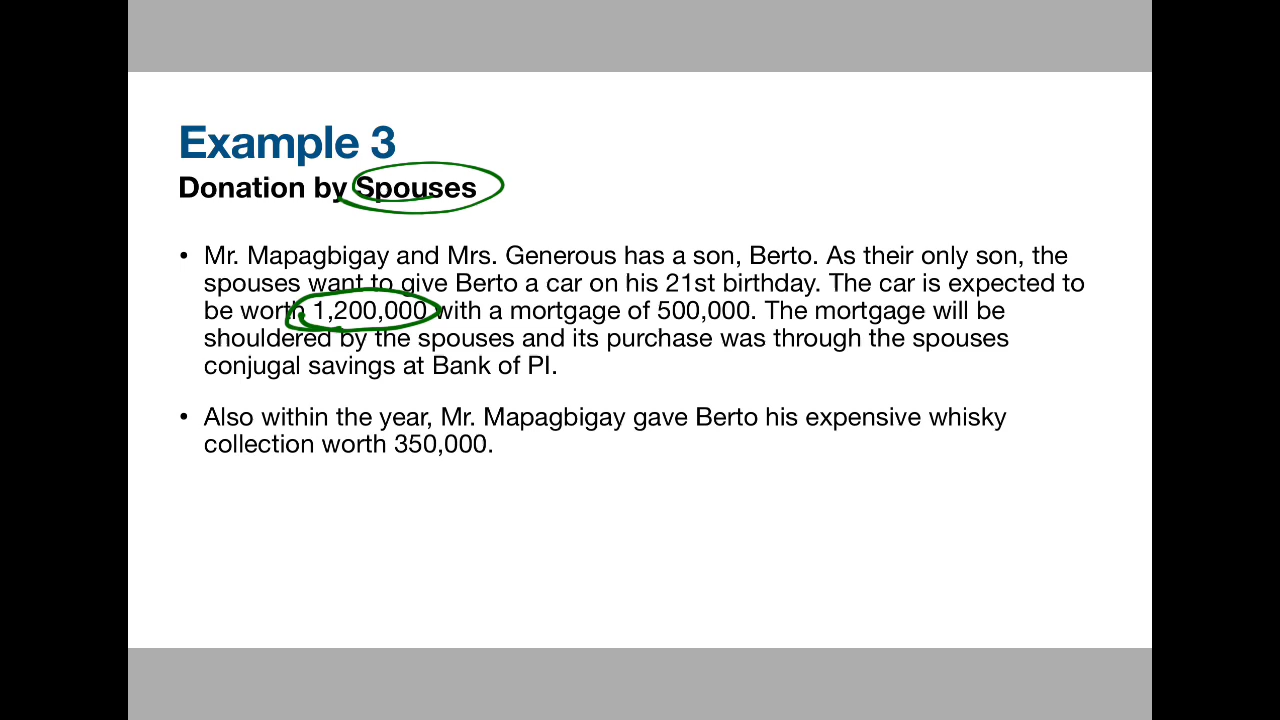 Example 3
Donation by Spouses
• Mr. Mapagbigay and Mrs. Generous has a son, Berto. As their only son, the
spouses want to give Berto a car on his 21st birthday. The car is expected to
be worth 1,200,000 with a mortgage of 500,000. The mortgage will be
shouldered by the spouses and its purchase was through the spouses
conjugal savings at Bank of PI.
• Also within the year, Mr. Mapagbigay gave Berto his expensive whisky
collection worth 350,000.